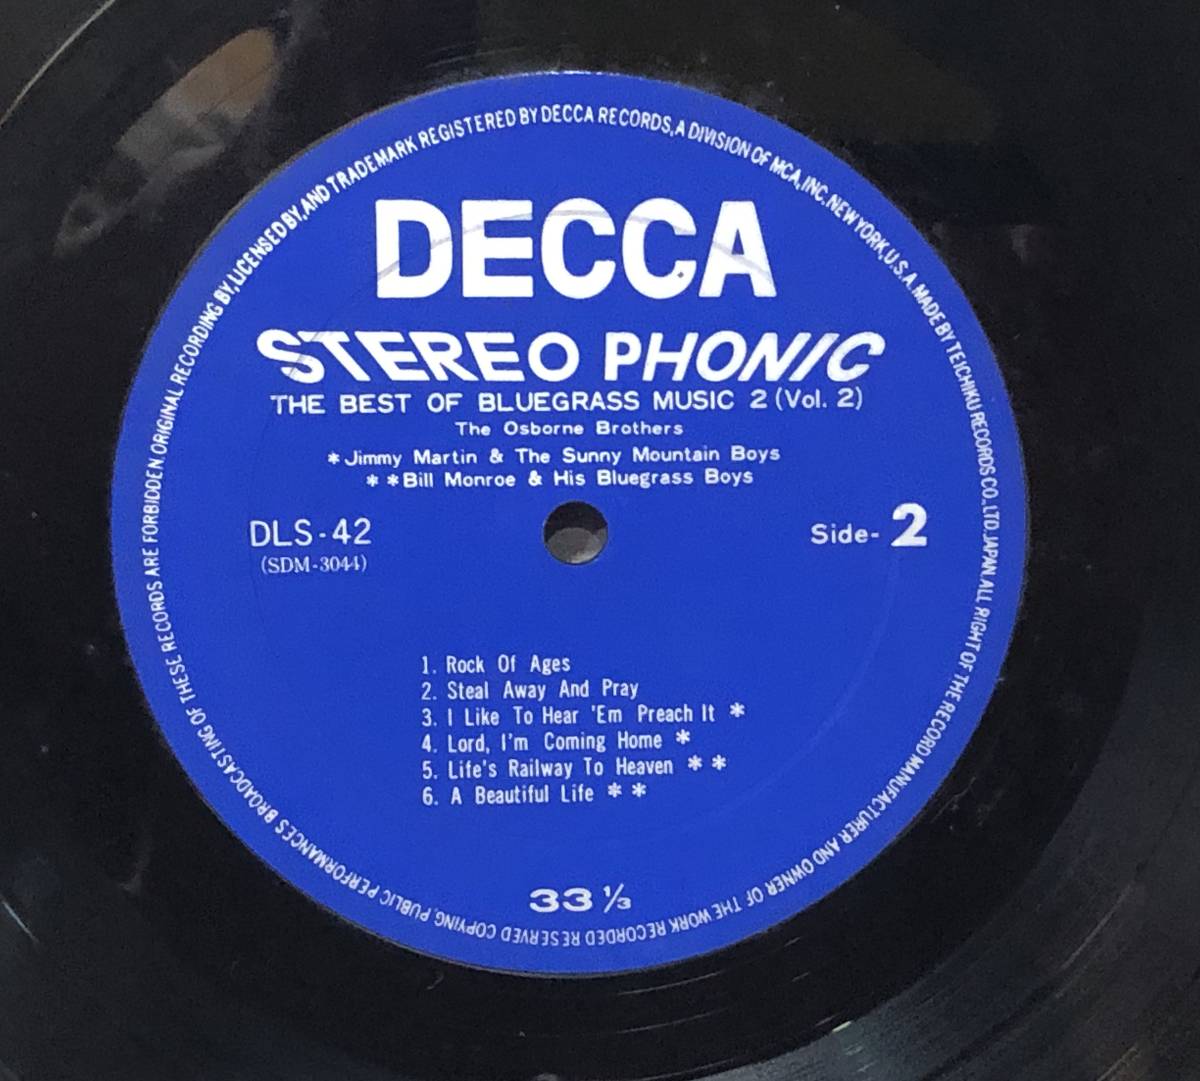 ORIGINAL RECORDING BY, LICENSED BY, AND TRADEMARK REGISTERED BY DECCA RECORDS, A DIVISION OF MCA, INC. NEW YORK, U.S.A. MADE BY TEICHIKU RECORDS CO., LTD. JAPAN. ALL RIGHT OF THE RECORD MANUFACTURER AND OWNER OF THE WORK RECORDED RESERVED COPYING, PUBLIC PERFORMANCES BROADCASTING OF THESE RECORDS ARE FORBIDDEN
DECCA
STEREO PHONIC
THE BEST OF BLUEGRASS MUSIC 2 (Vol. 2)
The Osborne Brothers
*Jimmy Martin & The Sunny Mountain Boys
**Bill Monroe & His Bluegrass Boys
DLS-42
(SDM-3044)
Side-2
1. Rock Of Ages
2. Steal Away And Pray
3. I Like To Hear 'Em Preach It *
4. Lord, I'm Coming Home *
5. Life's Railway To Heaven * *
6. A Beautiful Life * *
33 1/3